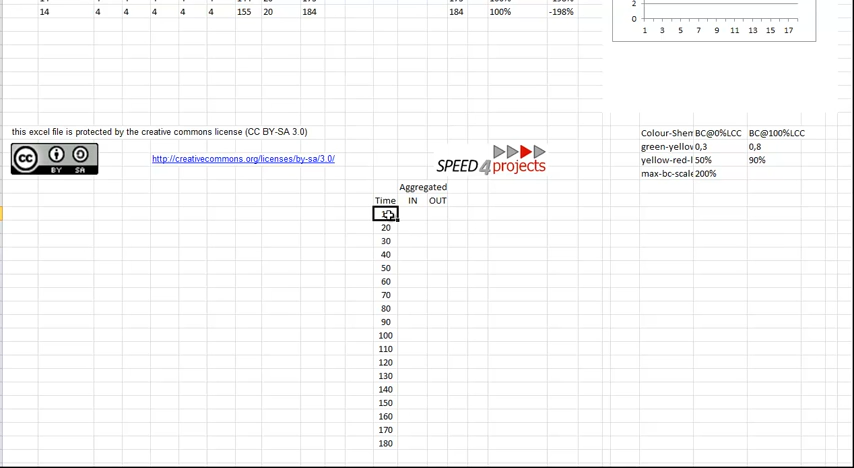 14 4 4 4 4 4 155 20 184 184 100% -198%
2
0
1 3 5 7 9 11 13 15 17
this excel file is protected by the creative commons license (CC BY-SA 3.0)
cc BY SA
http://creativecommons.org/licenses/by-sa/3.0/
SPEED4projects
Colour-Shem BC@0%LCC BC@100%LCC
green-yellov 0,3 0,8
yellow-red-l 50% 90%
max-bc-scale 200%
Aggregated
Time IN OUT
20
30
40
50
60
70
80
90
100
110
120
130
140
150
160
170
180